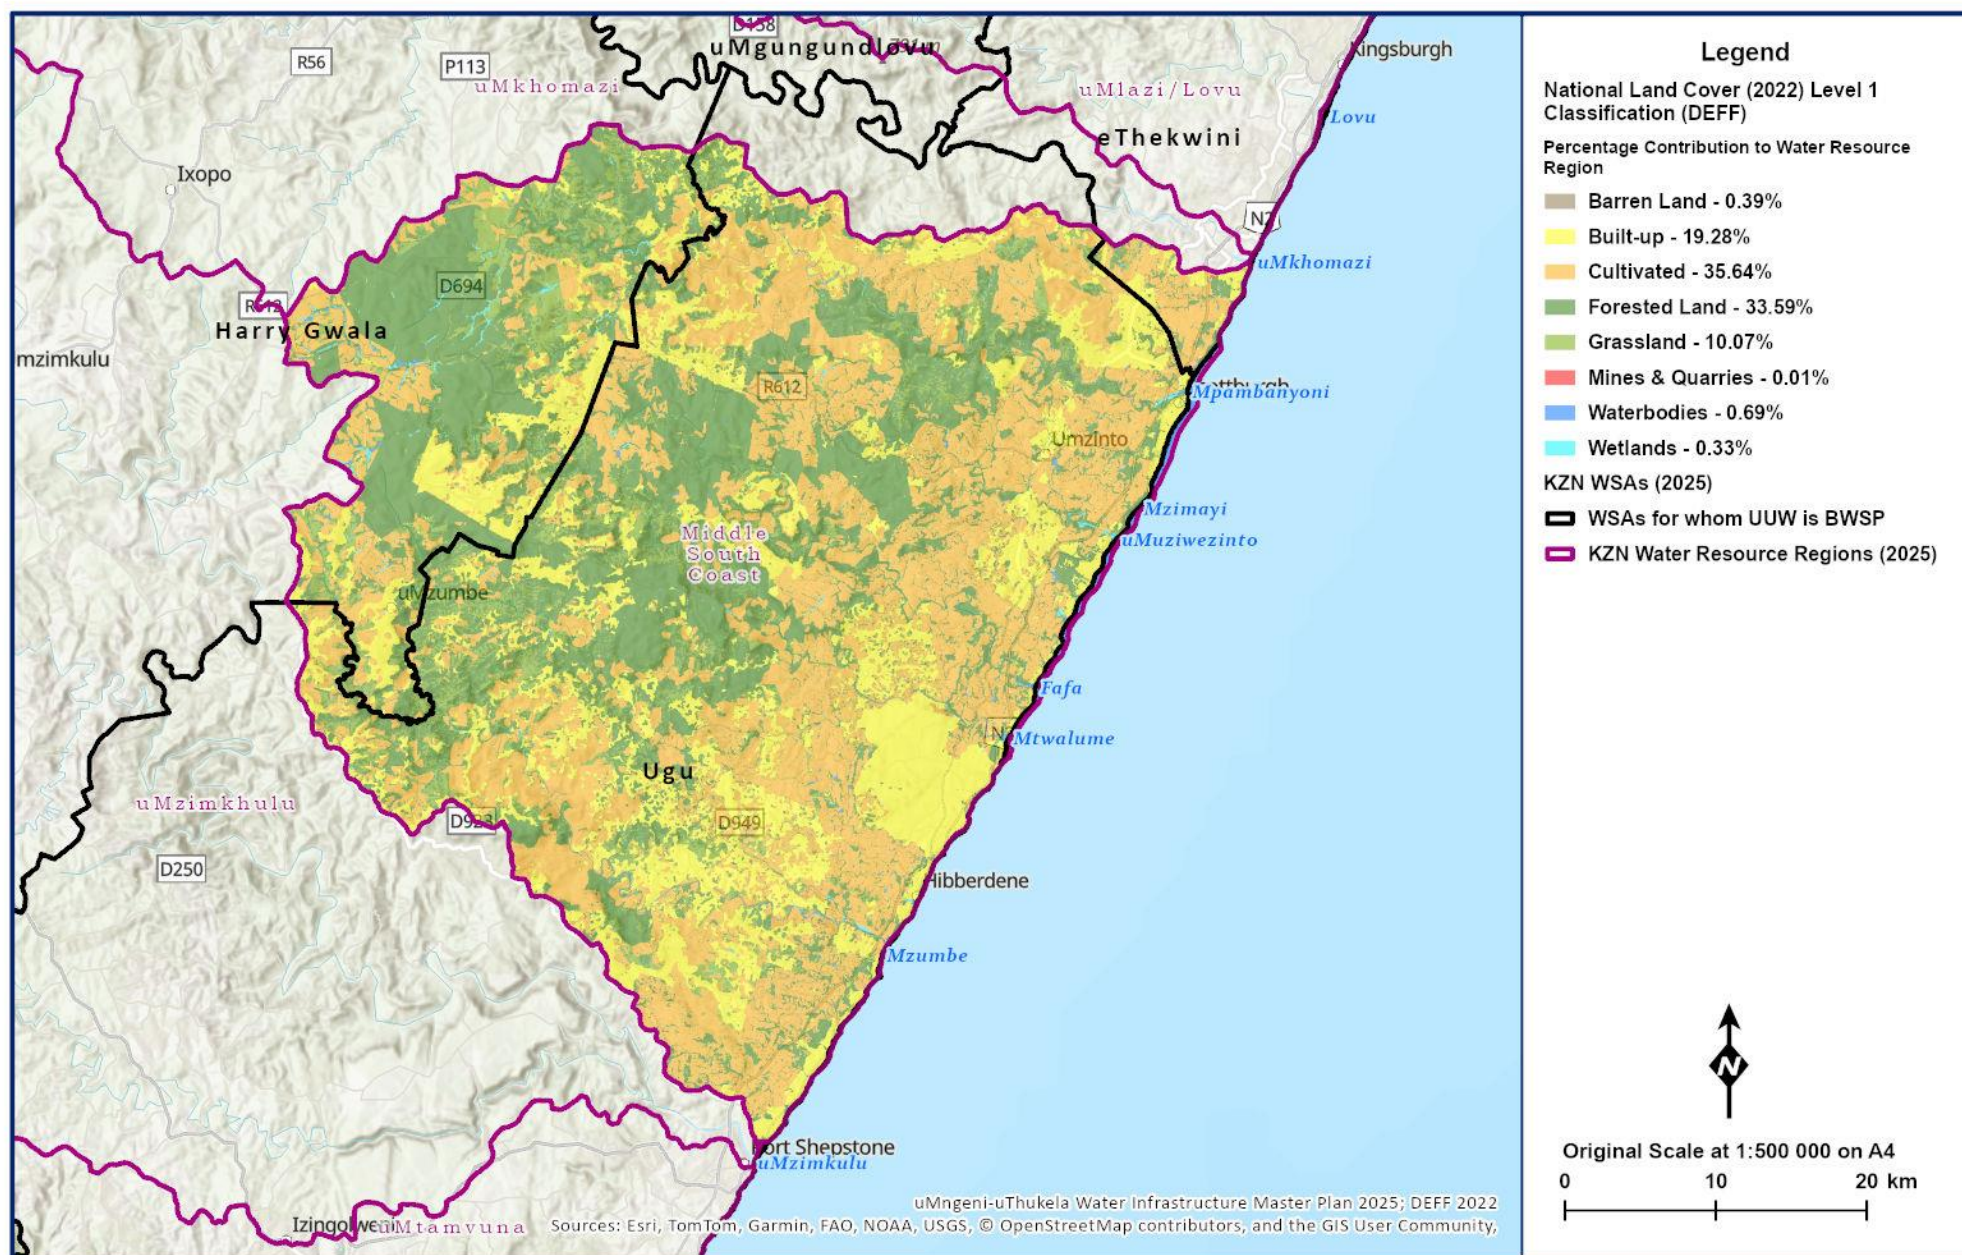 D158
uMgungundlovu
Kingsburgh
R56
P113
uMkhomazi
uMlazi/Lovu
Lovu
eThekwini
Ixopo
N2
uMkhomazi
D694
R612
Harry Gwala
mzimkulu
R612
Mpambanyoni
Umzinto
Mzimayi
uMuziwezinto
Middle
South
Coast
uMzumbe
Fafa
Mtwalume
Ugu
uMzimkhulu
D923
D949
D250
Hibberdene
Mzumbe
Port Shepstone
uMzimkulu
uMngeni-uThukela Water Infrastructure Master Plan 2025; DEFF 2022
uMtamvuna
Sources: Esri, TomTom, Garmin, FAO, NOAA, USGS, © OpenStreetMap contributors, and the GIS User Community,
Legend
National Land Cover (2022) Level 1
Classification (DEFF)
Percentage Contribution to Water Resource
Region
Barren Land - 0.39%
Built-up - 19.28%
Cultivated - 35.64%
Forested Land - 33.59%
Grassland - 10.07%
Mines & Quarries - 0.01%
Waterbodies - 0.69%
Wetlands - 0.33%
KZN WSAs (2025)
WSAs for whom UUW is BWSP
KZN Water Resource Regions (2025)
N
Original Scale at 1:500 000 on A4
0 10 20 km